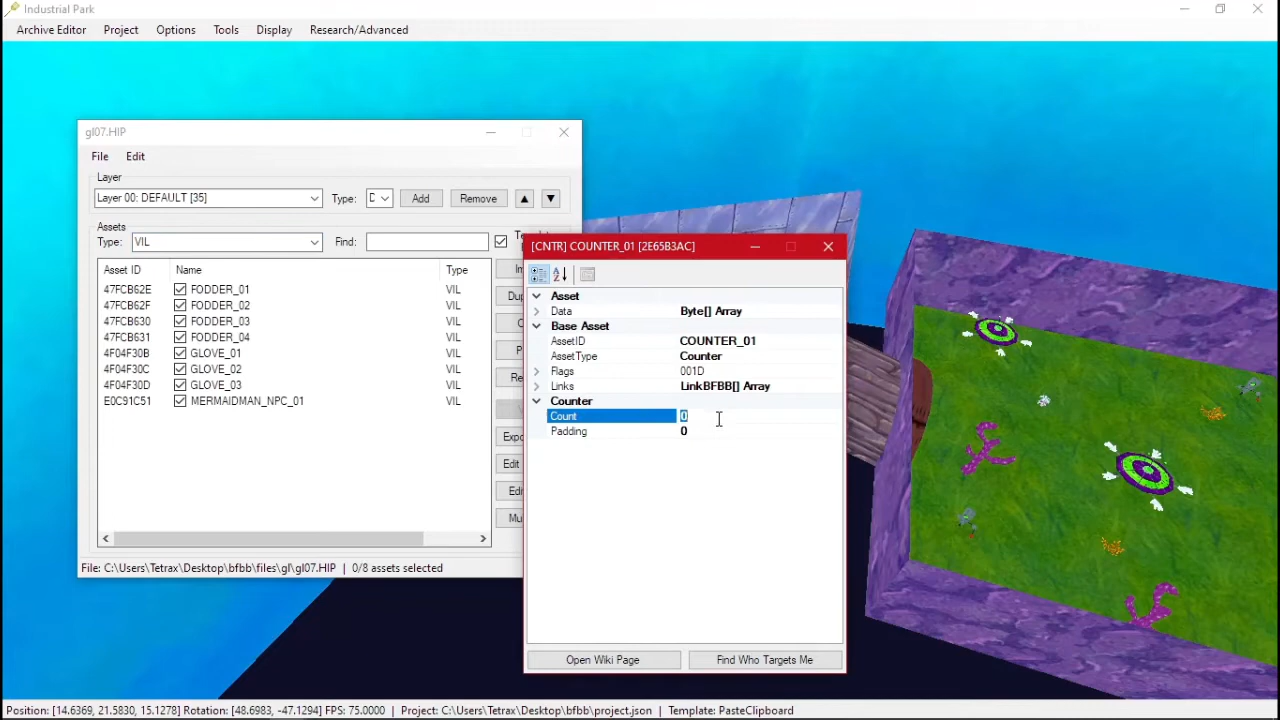 Industrial Park
Archive Editor Project Options Tools Display Research/Advanced
gl07.HIP
File Edit
Layer
Layer 00: DEFAULT [35] Type: Add Remove
Assets
Type: VIL Find:
Asset ID Name Type
47FCB62E FODDER_01 VIL
47FCB62F FODDER_02 VIL
47FCB630 FODDER_03 VIL
47FCB631 FODDER_04 VIL
4F04F30B GLOVE_01 VIL
4F04F30C GLOVE_02 VIL
4F04F30D GLOVE_03 VIL
E0C91C51 MERMAIDMAN_NPC_01 VIL
File: C:\Users\Tetrax\Desktop\bfbb\files\gl\gl07.HIP | 0/8 assets selected
[CNTR] COUNTER_01 [2E65B3AC]
Asset
Data Byte[] Array
Base Asset
AssetID COUNTER_01
AssetType Counter
Flags 001D
Links LinkBFBB[] Array
Counter
Count 0
Padding 0
Open Wiki Page Find Who Targets Me
Position: [14.6369, 21.5830, 15.1278] Rotation: [48.6983, -47.1294] FPS: 75.0000 | Project: C:\Users\Tetrax\Desktop\bfbb\project.json | Template: PasteClipboard